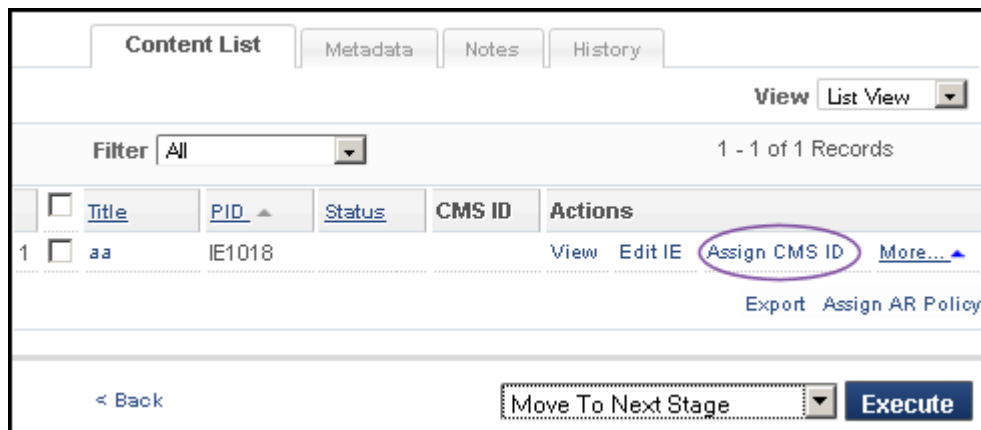 Content List Metadata Notes History
View List View
Filter All 1 - 1 of 1 Records
Title PID Status CMS ID Actions
1 aa IE1018 View Edit IE Assign CMS ID More...
Export Assign AR Policy
< Back Move To Next Stage Execute